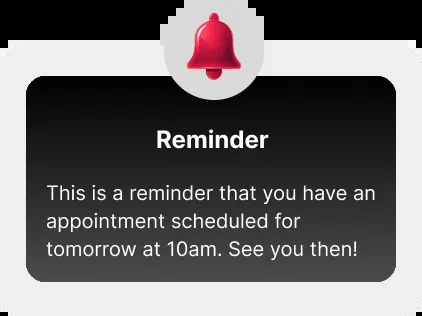 Reminder
This is a reminder that you have an
appointment scheduled for
tomorrow at 10am. See you then!